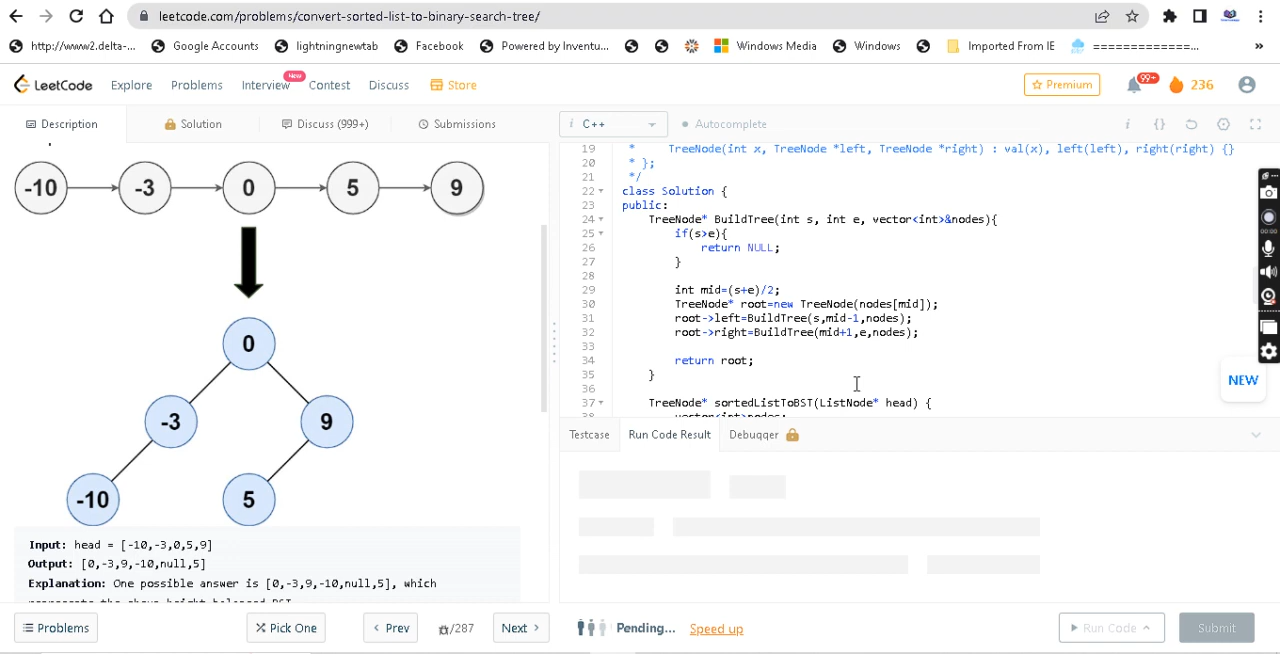 leetcode.com/problems/convert-sorted-list-to-binary-search-tree/
http://www2.delta-...
Google Accounts
lightningnewtab
Facebook
Powered by Inventu...
Windows Media
Windows
Imported From IE
=============...
»
LeetCode
Explore
Problems
Interview
New
Contest
Discuss
Store
Premium
99+
236
Description
Solution
Discuss (999+)
Submissions
i C++
Autocomplete
-10
-3
0
5
9
0
-3
9
-10
5
Input: head = [-10,-3,0,5,9]
Output: [0,-3,9,-10,null,5]
Explanation: One possible answer is [0,-3,9,-10,null,5], which
19 * TreeNode(int x, TreeNode *left, TreeNode *right) : val(x), left(left), right(right) {}
20 * };
21 */
22 class Solution {
23 public:
24 TreeNode* BuildTree(int s, int e, vector<int>&nodes){
25 if(s>e){
26 return NULL;
27 }
28
29 int mid=(s+e)/2;
30 TreeNode* root=new TreeNode(nodes[mid]);
31 root->left=BuildTree(s,mid-1,nodes);
32 root->right=BuildTree(mid+1,e,nodes);
33
34 return root;
35 }
36
37 TreeNode* sortedListToBST(ListNode* head) {
00:00
NEW
Testcase
Run Code Result
Debugger
Problems
Pick One
< Prev
/287
Next >
Pending...
Speed up
Run Code
Submit